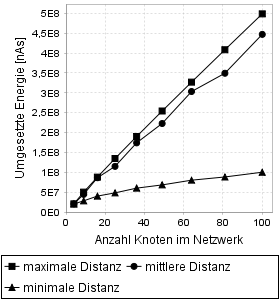 5E8
4,5E8
4E8
3,5E8
3E8
2,5E8
2E8
1,5E8
1E8
5E7
0E0
Umgesetzte Energie [nAs]
0 20 40 60 80 100
Anzahl Knoten im Netzwerk
maximale Distanz mittlere Distanz
minimale Distanz